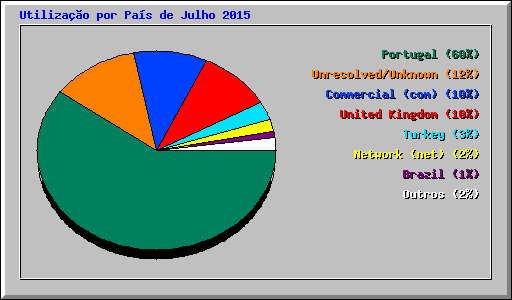 Utilização por País de Julho 2015
Portugal (60%)
Unresolved/Unknown (12%)
Commercial (com) (10%)
United Kingdom (10%)
Turkey (3%)
Network (net) (2%)
Brazil (1%)
Outros (2%)